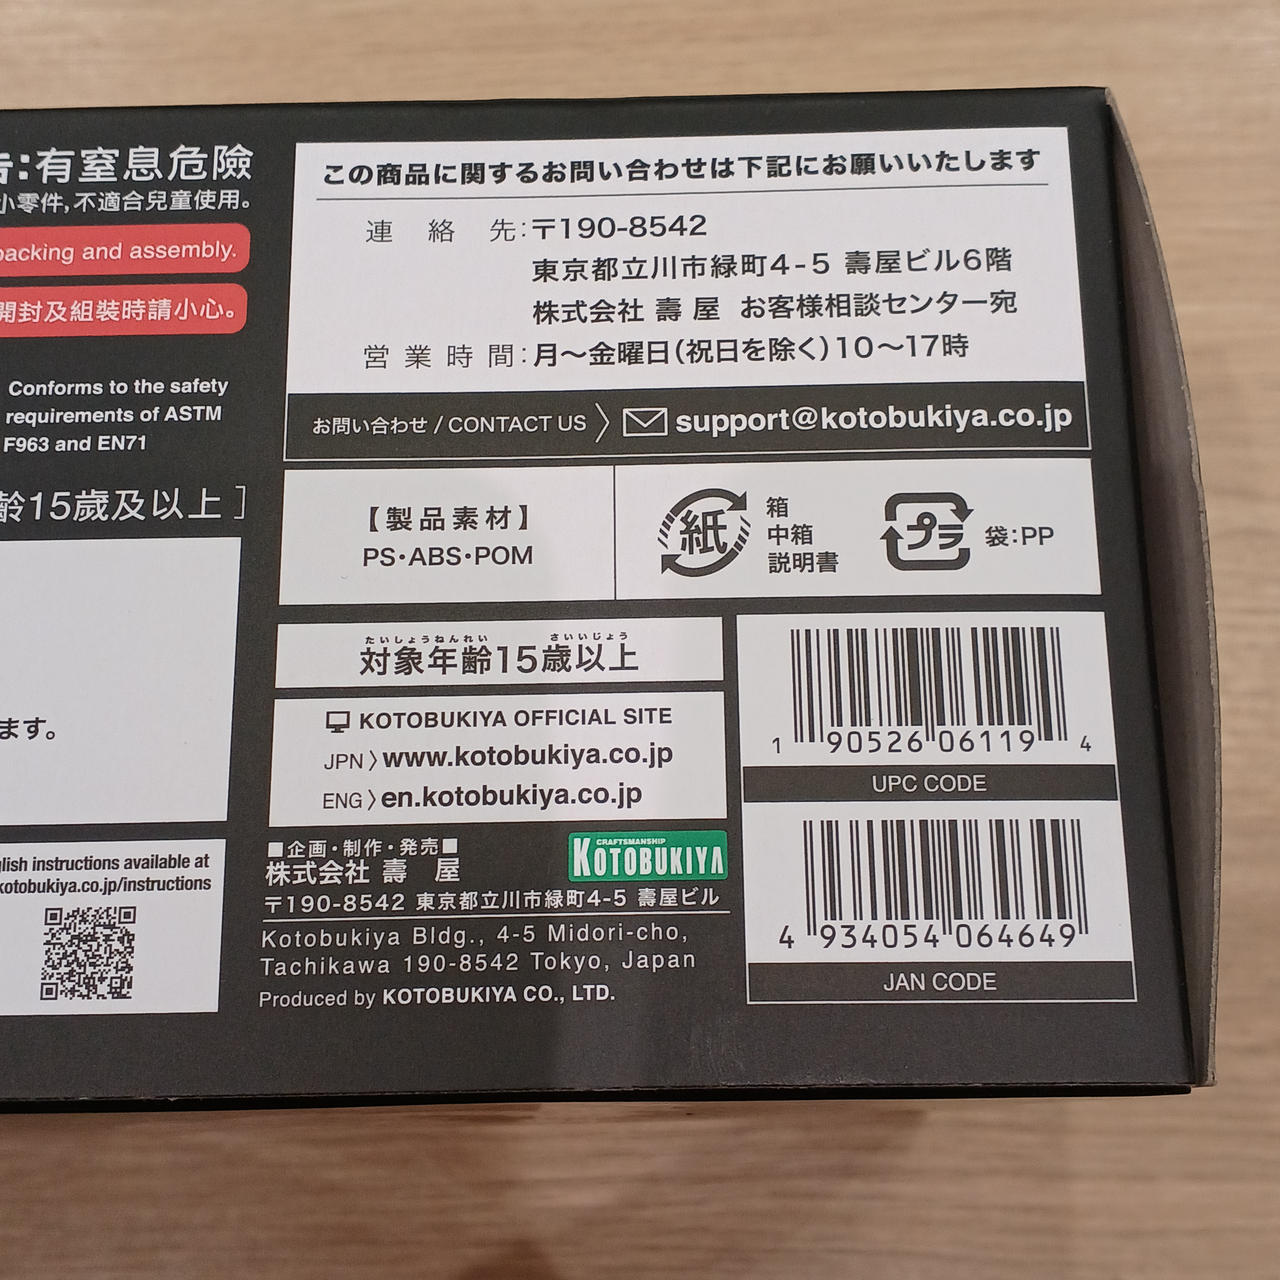 :有窒息危險
小零件,不適合兒童使用。
packing and assembly.
開封及組裝時請小心。
Conforms to the safety
requirements of ASTM
F963 and EN71
齡15歲及以上]
ます。
lish instructions available at
kotobukiya.co.jp/instructions
この商品に関するお問い合わせは下記にお願いいたします
連絡先:〒190-8542
東京都立川市緑町4-5 壽屋ビル6階
株式会社 壽屋 お客様相談センター宛
営業時間:月〜金曜日(祝日を除く)10〜17時
お問い合わせ / CONTACT US 〉 support@kotobukiya.co.jp
【製品素材】
PS・ABS・POM
紙
箱
中箱
説明書
プラ
袋:PP
たいしょうねんれい さいいじょう
対象年齢15歳以上
KOTOBUKIYA OFFICIAL SITE
JPN〉www.kotobukiya.co.jp
ENG〉en.kotobukiya.co.jp
■企画・制作・発売■
株式会社 壽屋
CRAFTSMANSHIP
KOTOBUKIYA
〒190-8542 東京都立川市緑町4-5 壽屋ビル
Kotobukiya Bldg., 4-5 Midori-cho,
Tachikawa 190-8542 Tokyo, Japan
Produced by KOTOBUKIYA CO., LTD.
1 90526 06119 4
UPC CODE
4 934054 064649
JAN CODE